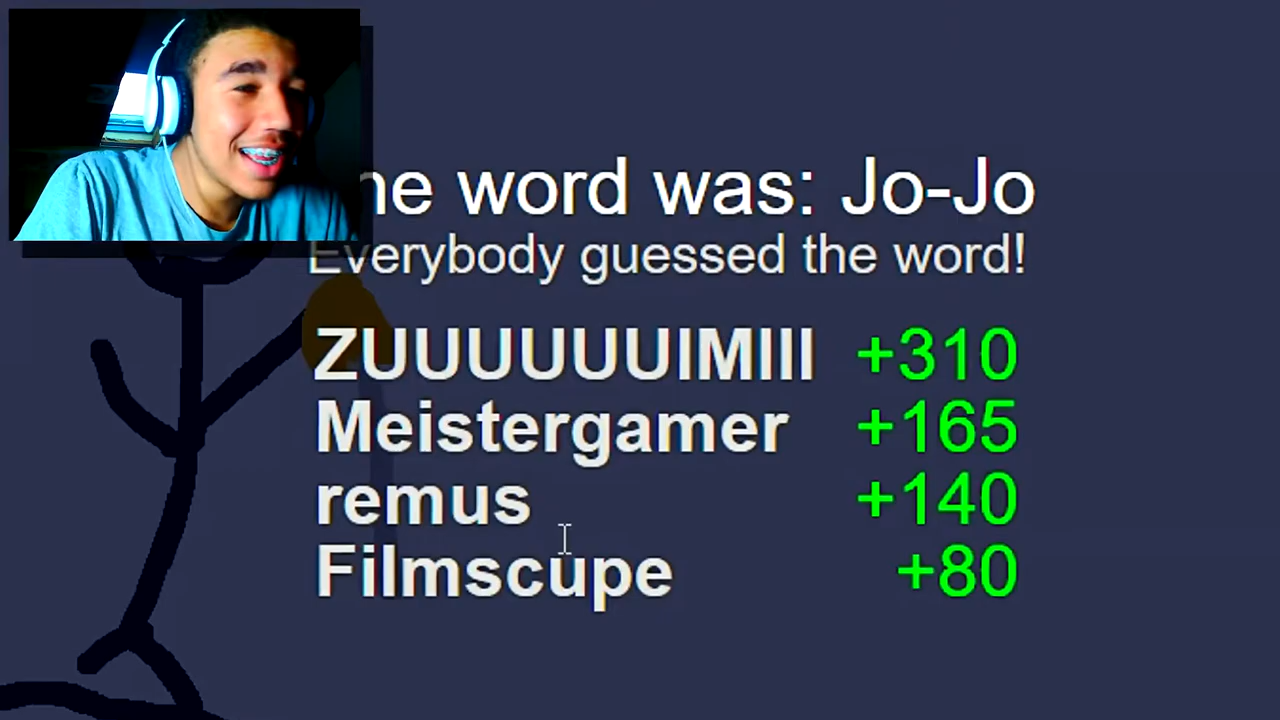 he word was: Jo-Jo
Everybody guessed the word!
ZUUUUUUIMIII +310
Meistergamer +165
remus +140
Filmscupe +80